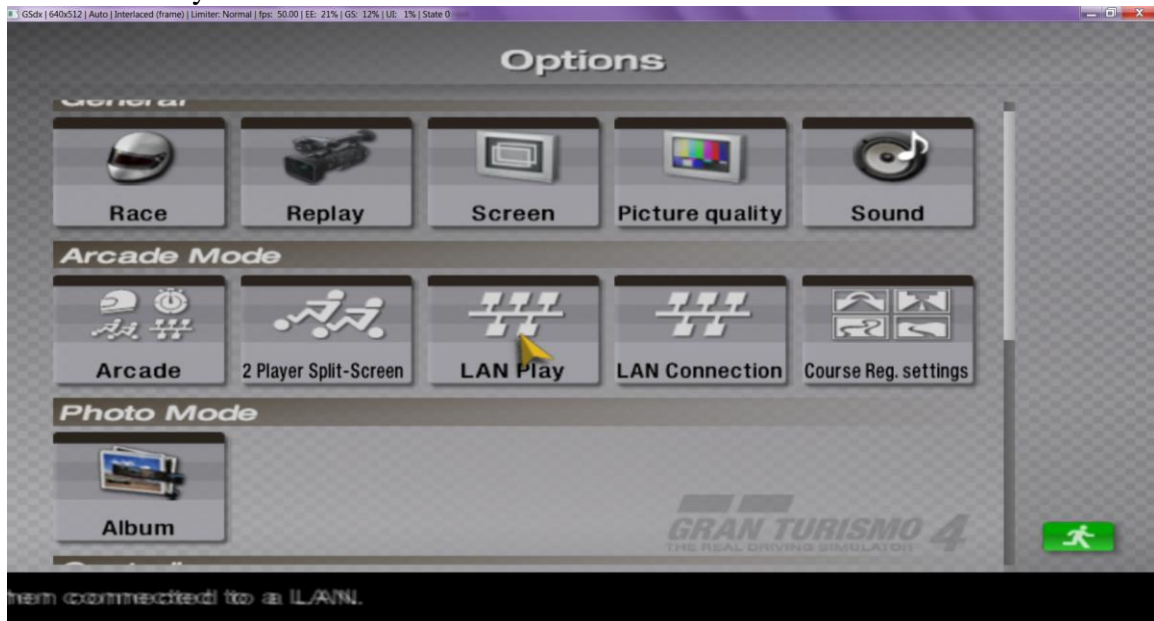 GSdx | 640x512 | Auto | Interlaced (frame) | Limiter: Normal | fps: 50.00 | EE: 21% | GS: 12% | UI: 1% | State 0
Options
General
Race Replay Screen Picture quality Sound
Arcade Mode
Arcade 2 Player Split-Screen LAN Play LAN Connection Course Reg. settings
Photo Mode
Album
GRAN TURISMO 4
THE REAL DRIVING SIMULATOR
connected to a LAN.